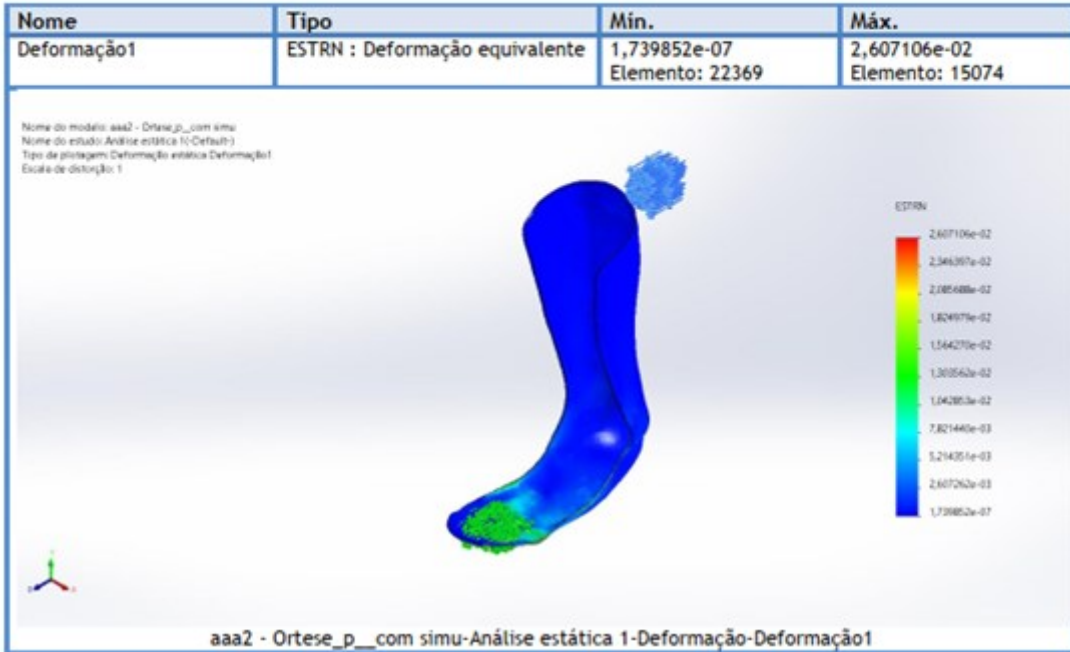 Nome Tipo Mín. Máx.
Deformação1 ESTRN : Deformação equivalente 1,739852e-07 2,607106e-02
Elemento: 22369 Elemento: 15074
Nome do modelo: aaa2 - Ortese_p__com simu
Nome do estudo: Análise estática 1(-Default-)
Tipo de plotagem: Deformação estática Deformação1
Escala de distorção: 1
ESTRN
2,607106e-02
2,346397e-02
2,085688e-02
1,824979e-02
1,564270e-02
1,303562e-02
1,042853e-02
5,214351e-03
2,607262e-03
1,739852e-07
aaa2 - Ortese_p__com simu-Análise estática 1-Deformação-Deformação1